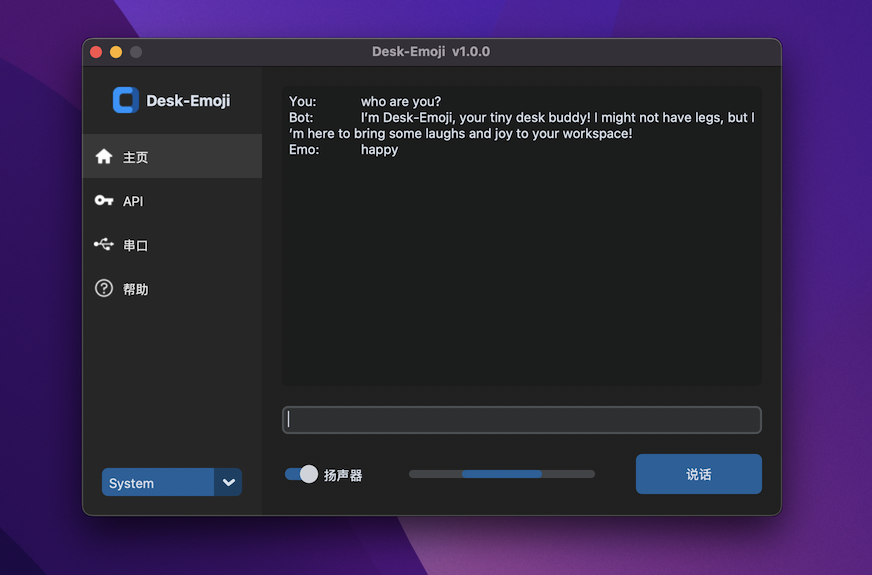 Desk-Emoji v1.0.0
Desk-Emoji
主页
API
串口
帮助
System
You: who are you?
Bot: I'm Desk-Emoji, your tiny desk buddy! I might not have legs, but I
'm here to bring some laughs and joy to your workspace!
Emo: happy
扬声器
说话